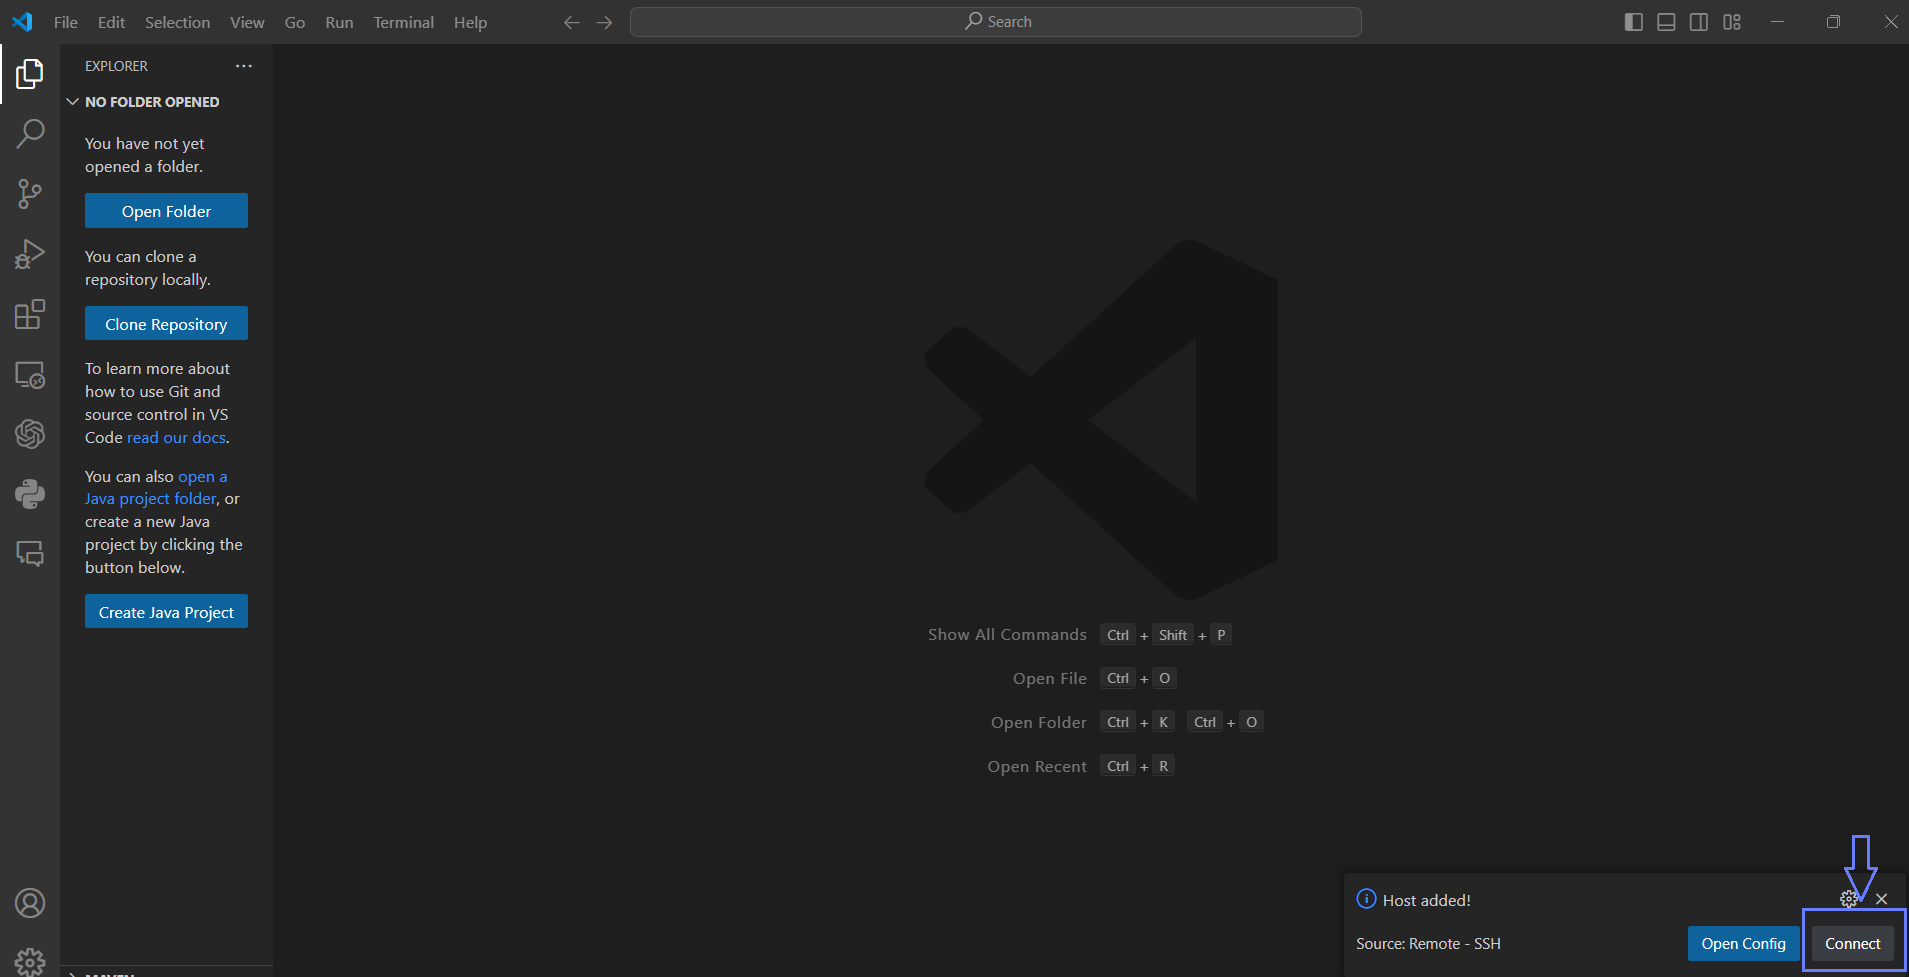 File Edit Selection View Go Run Terminal Help
Search
EXPLORER
NO FOLDER OPENED
You have not yet
opened a folder.
Open Folder
You can clone a
repository locally.
Clone Repository
To learn more about
how to use Git and
source control in VS
Code read our docs.
You can also open a
Java project folder, or
create a new Java
project by clicking the
button below.
Create Java Project
MAVEN
Show All Commands Ctrl + Shift + P
Open File Ctrl + O
Open Folder Ctrl + K Ctrl + O
Open Recent Ctrl + R
Host added!
Source: Remote - SSH
Open Config
Connect